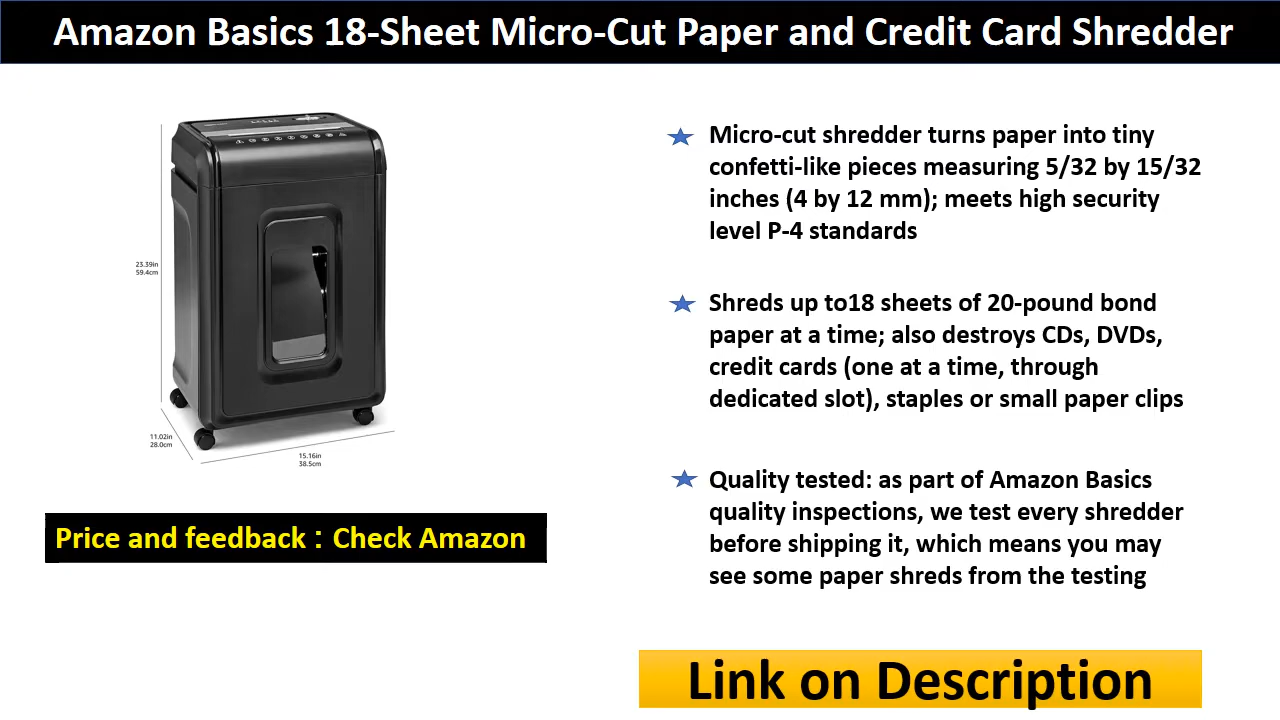 Amazon Basics 18-Sheet Micro-Cut Paper and Credit Card Shredder
23.39in
59.4cm
11.02in
28.0cm
15.16in
38.5cm
Price and feedback : Check Amazon
Micro-cut shredder turns paper into tiny
confetti-like pieces measuring 5/32 by 15/32
inches (4 by 12 mm); meets high security
level P-4 standards
Shreds up to18 sheets of 20-pound bond
paper at a time; also destroys CDs, DVDs,
credit cards (one at a time, through
dedicated slot), staples or small paper clips
Quality tested: as part of Amazon Basics
quality inspections, we test every shredder
before shipping it, which means you may
see some paper shreds from the testing
Link on Description